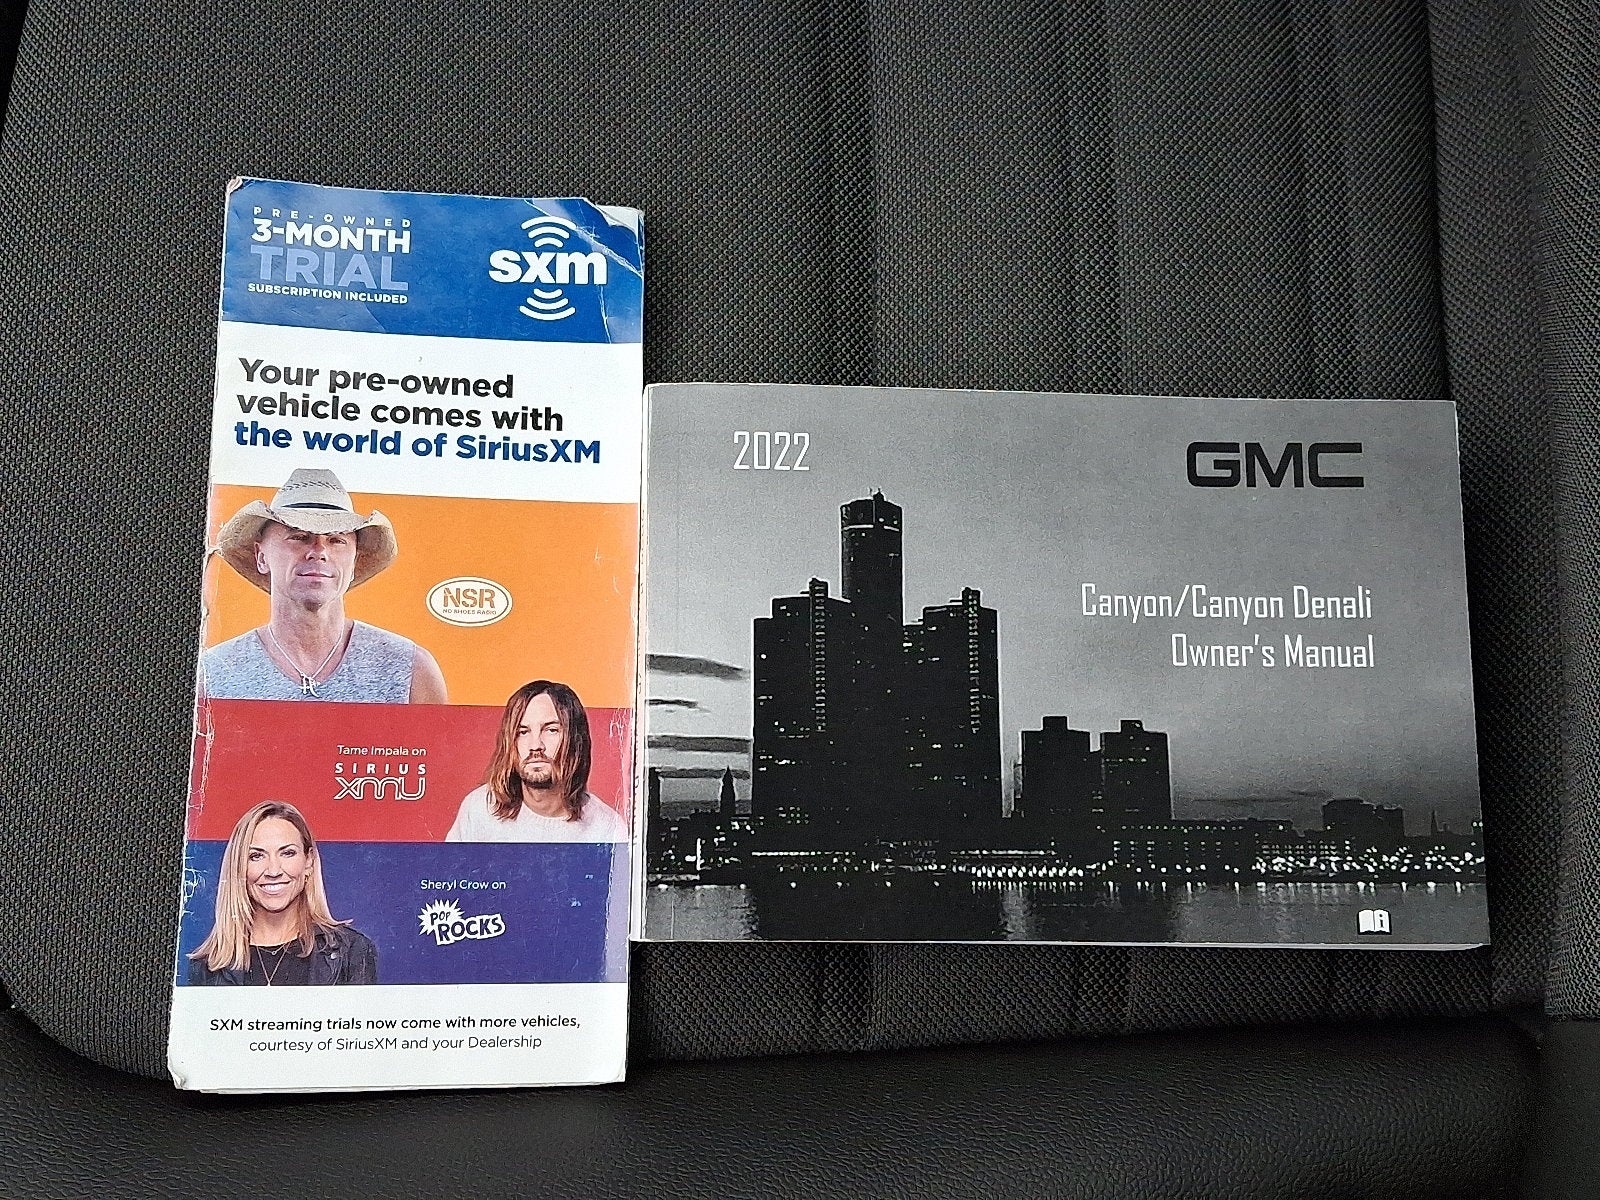 PRE-OWNED
3-MONTH
TRIAL
SUBSCRIPTION INCLUDED
sxm
Your pre-owned
vehicle comes with
the world of SiriusXM
NSR
NO SHOES RADIO
Tame Impala on
SIRIUS
xmu
Sheryl Crow on
POP
ROCKS
SXM streaming trials now come with more vehicles,
courtesy of SiriusXM and your Dealership
2022
GMC
Canyon/Canyon Denali
Owner's Manual